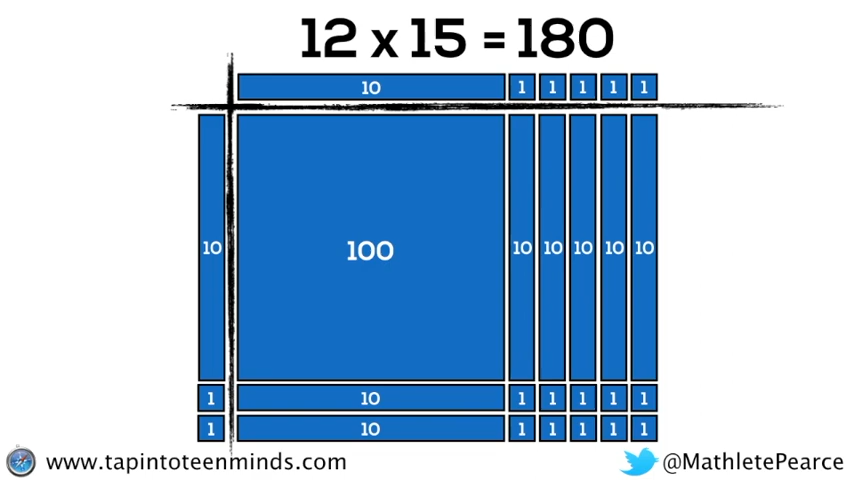 12 x 15 = 180
10 1 1 1 1 1
10 100 10 10 10 10 10
1 10 1 1 1 1 1
1 10 1 1 1 1 1
www.tapintoteenminds.com @MathletePearce